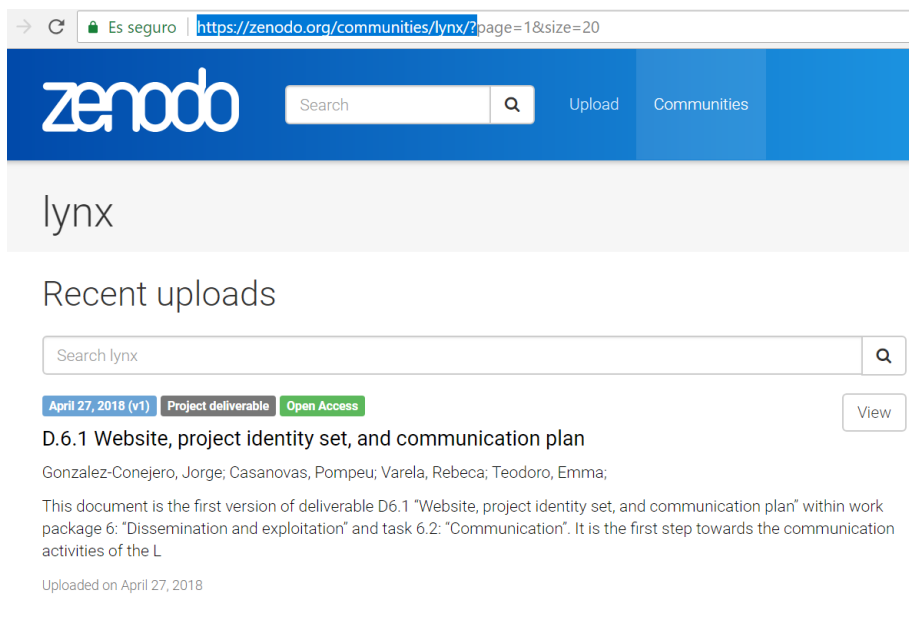 Es seguro https://zenodo.org/communities/lynx/?page=1&size=20
zenodo Search Upload Communities
lynx
Recent uploads
Search lynx
April 27, 2018 (v1) Project deliverable Open Access View
D.6.1 Website, project identity set, and communication plan
Gonzalez-Conejero, Jorge; Casanovas, Pompeu; Varela, Rebeca; Teodoro, Emma;
This document is the first version of deliverable D6.1 “Website, project identity set, and communication plan” within work
package 6: “Dissemination and exploitation” and task 6.2: “Communication”. It is the first step towards the communication
activities of the L
Uploaded on April 27, 2018